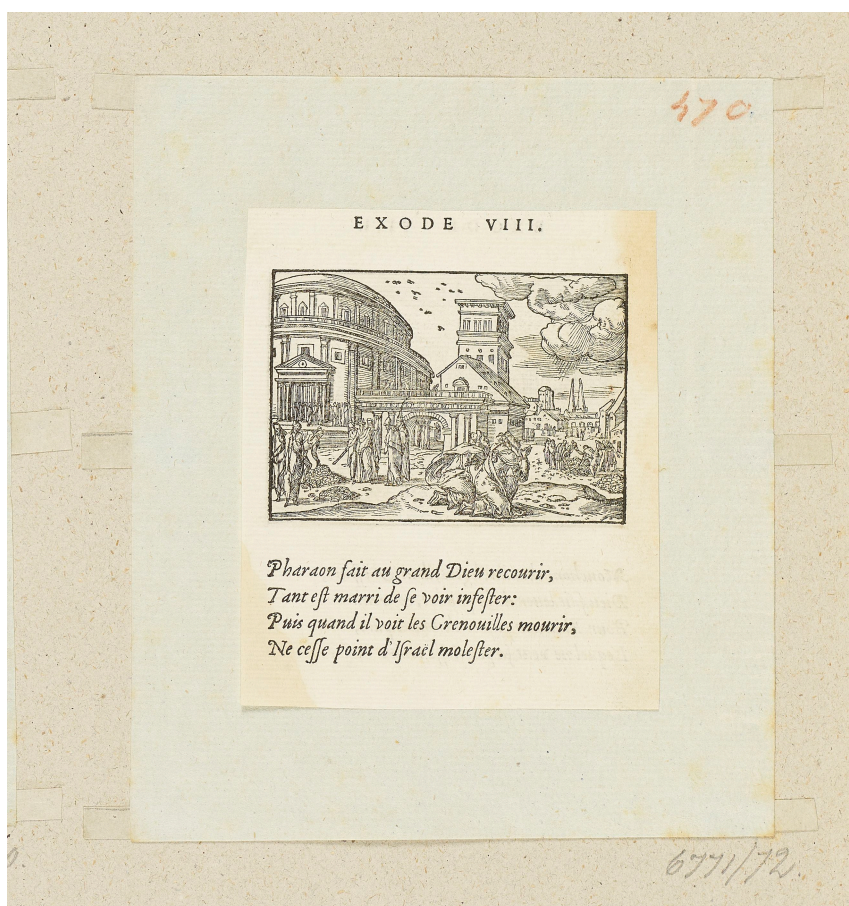 470
EXODE VIII.
Pharaon fait au grand Dieu recourir,
Tant eſt marri de ſe voir infeſter:
Puis quand il voit les Grenouilles mourir,
Ne ceſſe point d'Iſraël moleſter.
6771/72